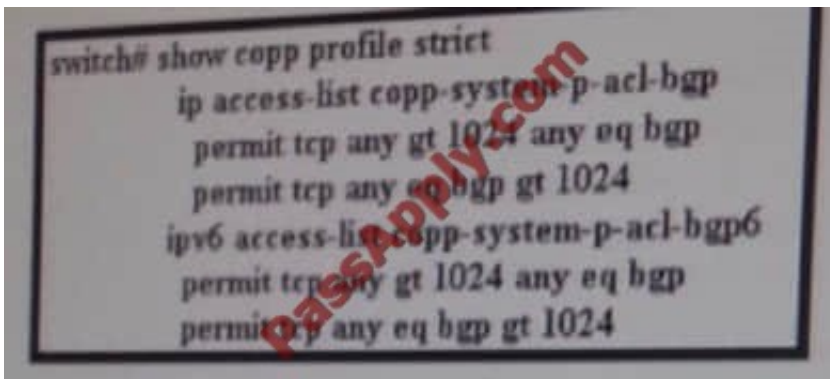 switch# show copp profile strict
ip access-list copp-system-p-acl-bgp
permit tcp any gt 1024 any eq bgp
permit tcp any eq bgp gt 1024
ipv6 access-list copp-system-p-acl-bgp6
permit tcp any gt 1024 any eq bgp
permit tcp any eq bgp gt 1024
PassApply.com